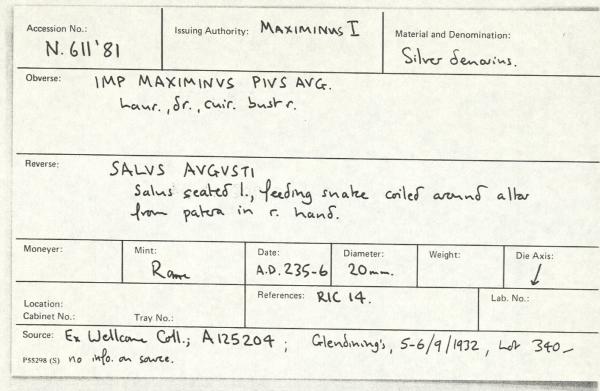 Accession No.: Issuing Authority: MAXIMINUS I Material and Denomination:
N. 611'81 Silver denarius.
Obverse: IMP MAXIMINVS PIVS AVG.
Laur., dr., cuir. bust r.
Reverse: SALVS AVGVSTI
Salus seated l., feeding snake coiled around altar
from patera in r. hand.
Moneyer: Mint: Date: Diameter: Weight: Die Axis:
Rome A.D. 235-6 20mm. ↓
Location: References: RIC 14. Lab. No.:
Cabinet No.: Tray No.:
Source: Ex Wellcome Coll.; A125204; Glendining's, 5-6/9/1932, Lot 340 –
PS5298 (S) no info. on source.